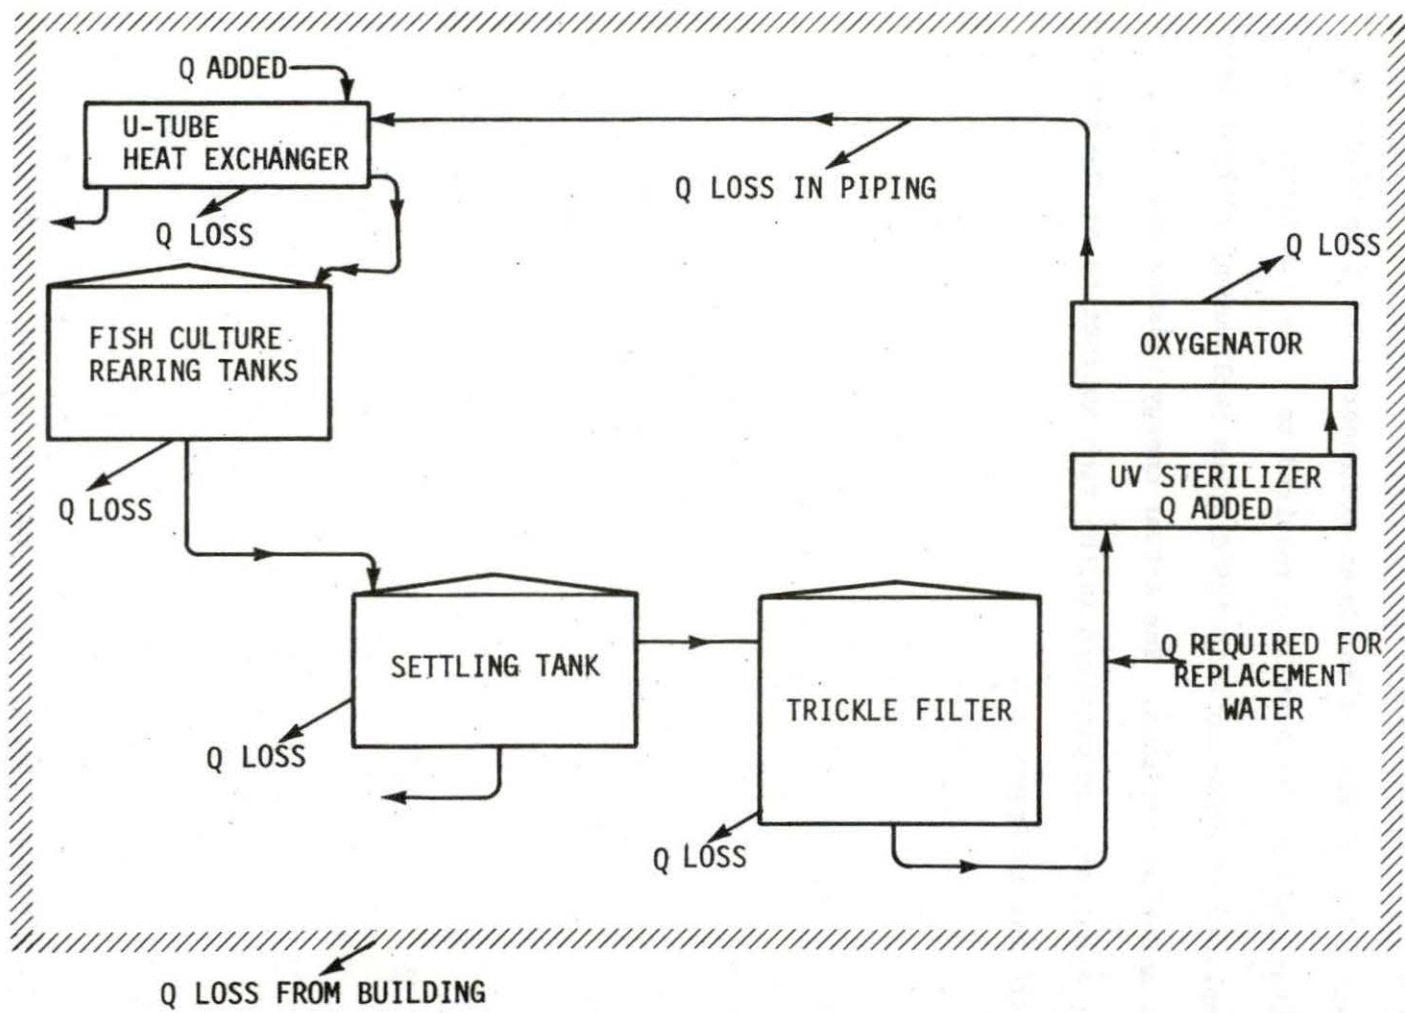 Q ADDED
U-TUBE
HEAT EXCHANGER
Q LOSS IN PIPING
Q LOSS
Q LOSS
FISH CULTURE
REARING TANKS
OXYGENATOR
Q LOSS
UV STERILIZER
Q ADDED
SETTLING TANK
Q REQUIRED FOR
REPLACEMENT
WATER
TRICKLE FILTER
Q LOSS
Q LOSS
Q LOSS FROM BUILDING